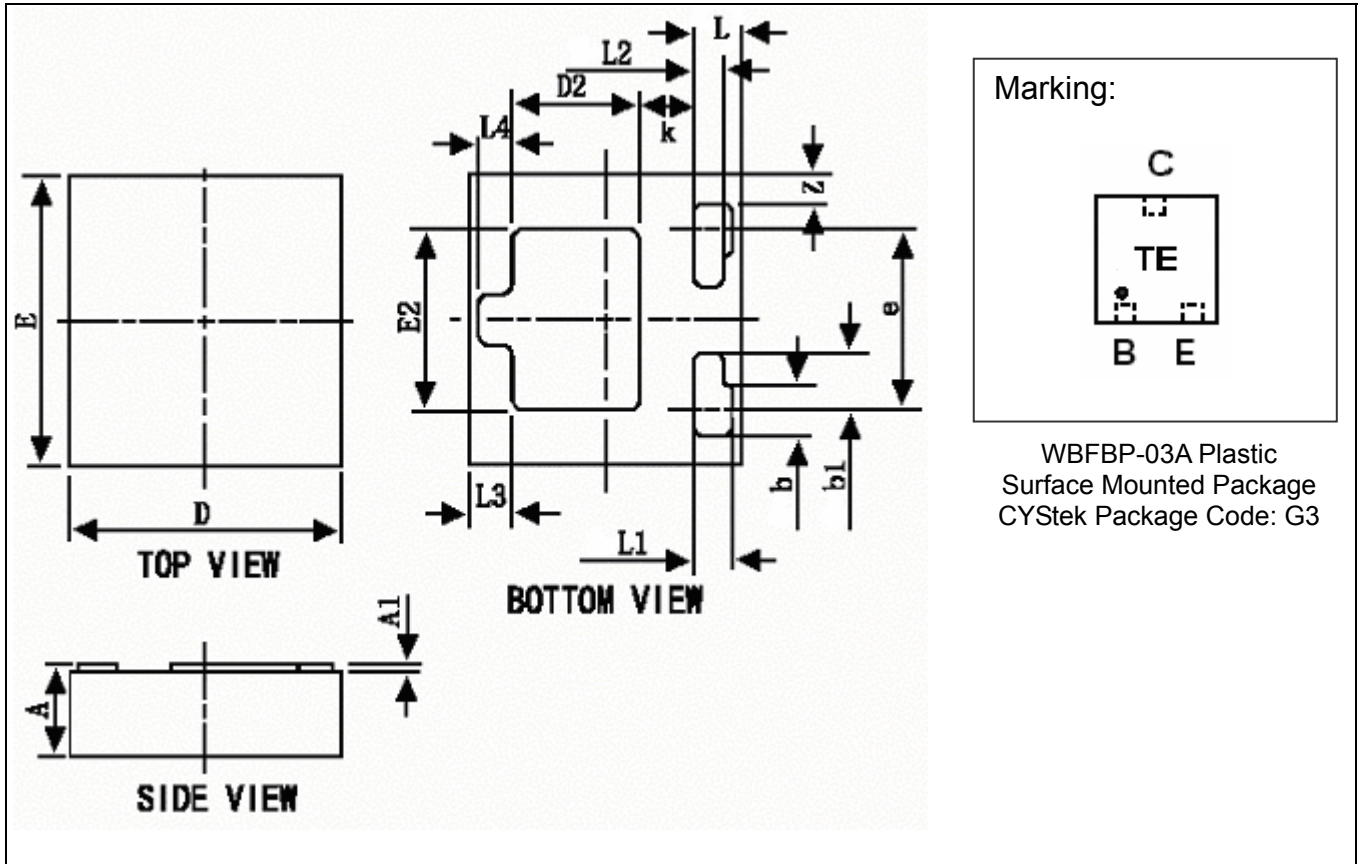 L
L2
D2
L4
k
z
E
E2
e
D
L3
b
b1
L1
TOP VIEW
BOTTOM VIEW
A1
A
SIDE VIEW
Marking:
C
TE
B E
WBFBP-03A Plastic
Surface Mounted Package
CYStek Package Code: G3